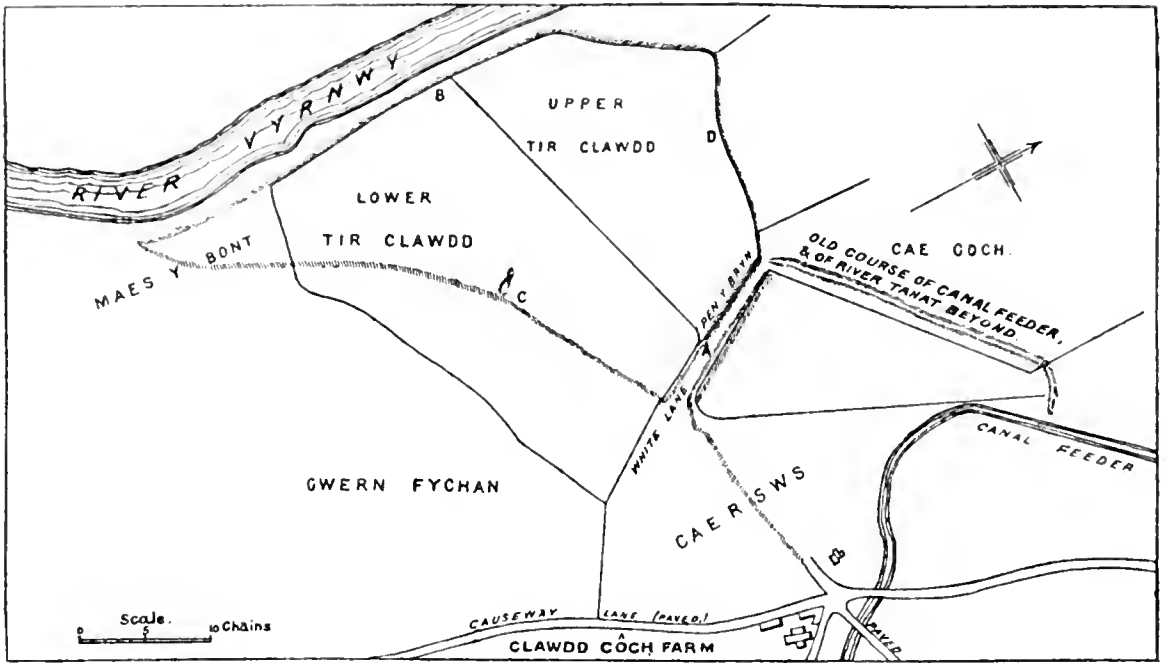 RIVER VYRNWY
B
UPPER
TIR CLAWDD
D
LOWER
TIR CLAWDD
MAES Y BONT
C
PEN Y BRYN
A
WHITE LANE
CAE GOCH.
OLD COURSE OF CANAL FEEDER,
& OF RIVER TANAT BEYOND.
CANAL FEEDER
GWERN FYCHAN
CAER SWS
Scale.
0 5 10 Chains
CAUSEWAY LANE (PAVED.)
A
CLAWDD COCH FARM
PAVED